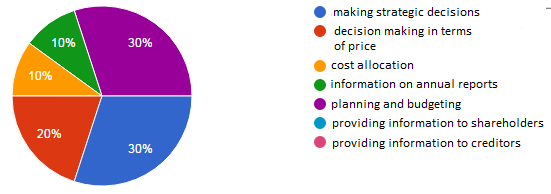 30%
10%
10%
20%
30%
making strategic decisions
decision making in terms
of price
cost allocation
information on annual reports
planning and budgeting
providing information to shareholders
providing information to creditors